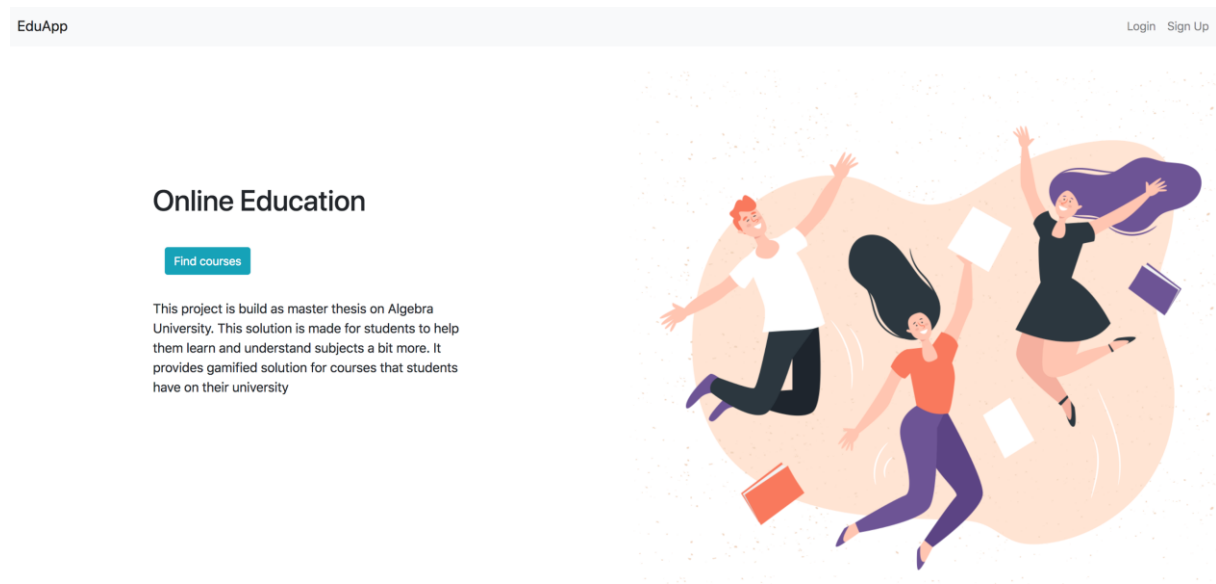 EduApp
Login Sign Up
Online Education
Find courses
This project is build as master thesis on Algebra
University. This solution is made for students to help
them learn and understand subjects a bit more. It
provides gamified solution for courses that students
have on their university